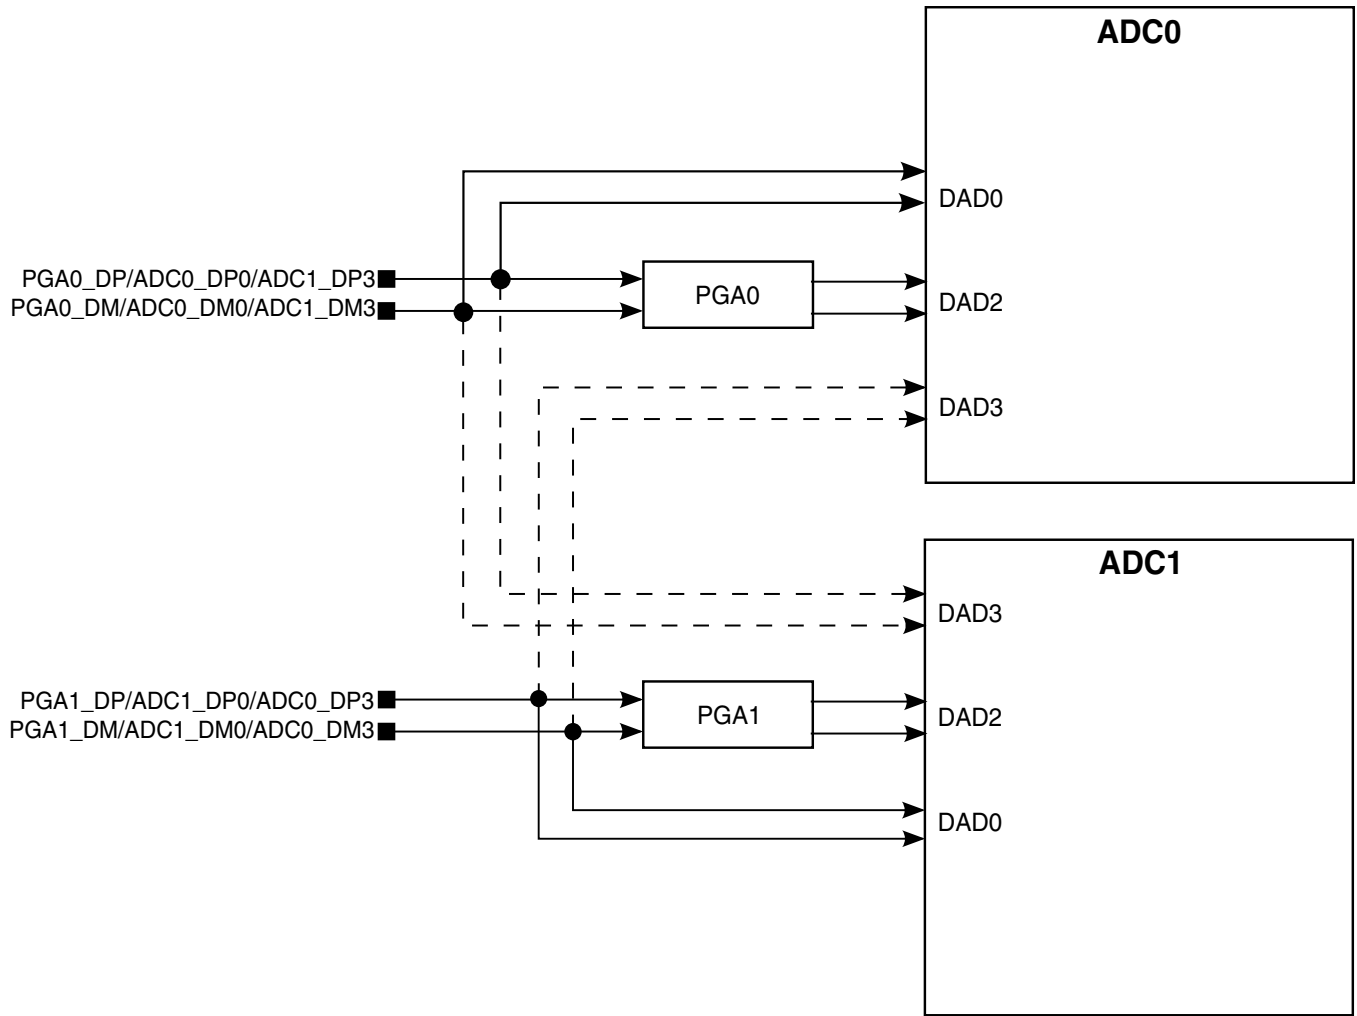 ADC0
DAD0
PGA0_DP/ADC0_DP0/ADC1_DP3
PGA0_DM/ADC0_DM0/ADC1_DM3
PGA0
DAD2
DAD3
ADC1
DAD3
PGA1_DP/ADC1_DP0/ADC0_DP3
PGA1_DM/ADC1_DM0/ADC0_DM3
PGA1
DAD2
DAD0